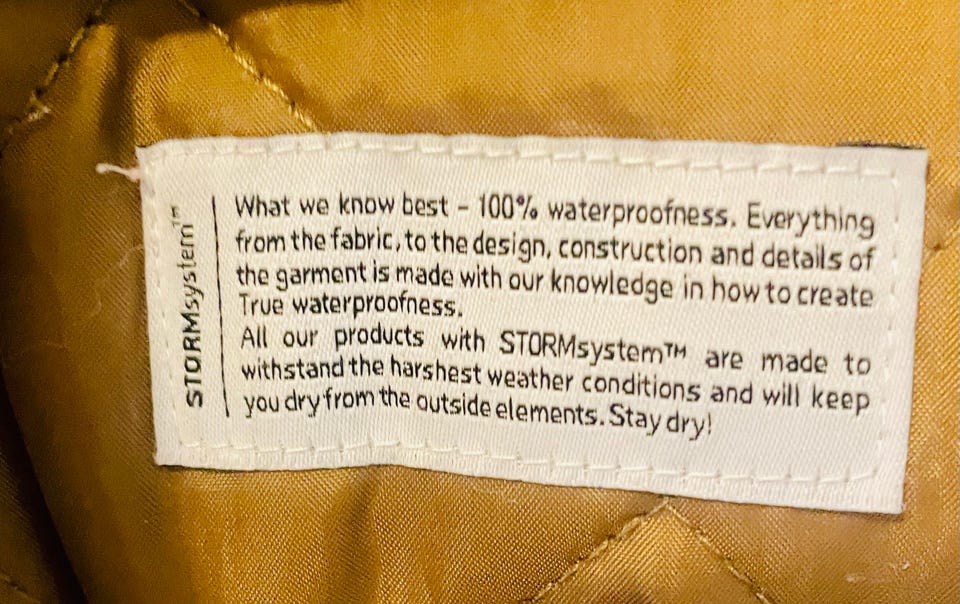 STORMsystem™
What we know best - 100% waterproofness. Everything
from the fabric, to the design, construction and details of
the garment is made with our knowledge in how to create
True waterproofness.
All our products with STORMsystem™ are made to
withstand the harshest weather conditions and will keep
you dry from the outside elements. Stay dry!